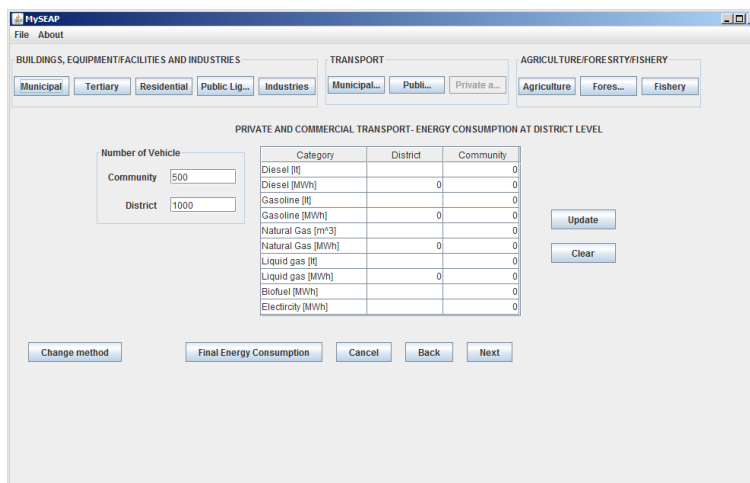 MySEAP
File About
BUILDINGS, EQUIPMENT/FACILITIES AND INDUSTRIES TRANSPORT AGRICULTURE/FORESRTY/FISHERY
Municipal Tertiary Residential Public Lig... Industries Municipal... Publi... Private a... Agriculture Fores... Fishery
PRIVATE AND COMMERCIAL TRANSPORT- ENERGY CONSUMPTION AT DISTRICT LEVEL
Number of Vehicle
Community 500
District 1000
Category District Community
Diesel [lt] 0
Diesel [MWh] 0 0
Gasoline [lt] 0
Gasoline [MWh] 0 0
Natural Gas [m^3] 0
Natural Gas [MWh] 0 0
Liquid gas [lt] 0
Liquid gas [MWh] 0 0
Biofuel [MWh] 0
Electircity [MWh] 0
Update
Clear
Change method Final Energy Consumption Cancel Back Next